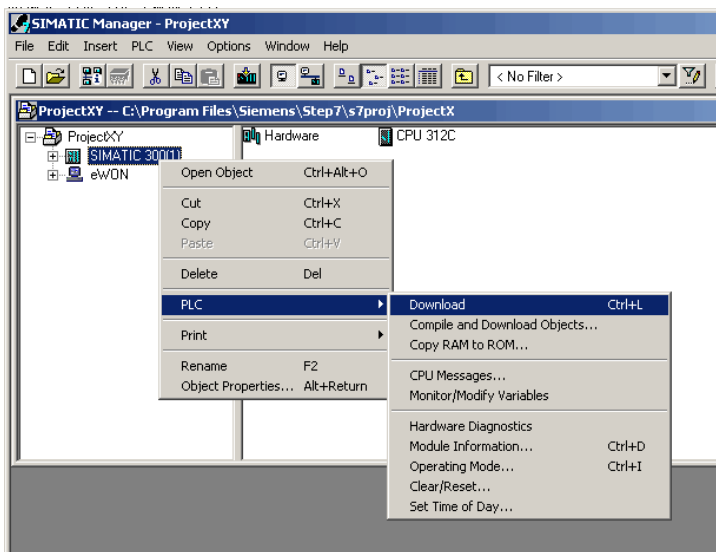 SIMATIC Manager - ProjectXY
File Edit Insert PLC View Options Window Help
< No Filter >
ProjectXY -- C:\Program Files\Siemens\Step7\s7proj\ProjectX
ProjectXY
SIMATIC 300(1)
eWON
Hardware
CPU 312C
Open Object Ctrl+Alt+O
Cut Ctrl+X
Copy Ctrl+C
Paste Ctrl+V
Delete Del
PLC
Print
Rename F2
Object Properties... Alt+Return
Download Ctrl+L
Compile and Download Objects...
Copy RAM to ROM...
CPU Messages...
Monitor/Modify Variables
Hardware Diagnostics
Module Information... Ctrl+D
Operating Mode... Ctrl+I
Clear/Reset...
Set Time of Day...